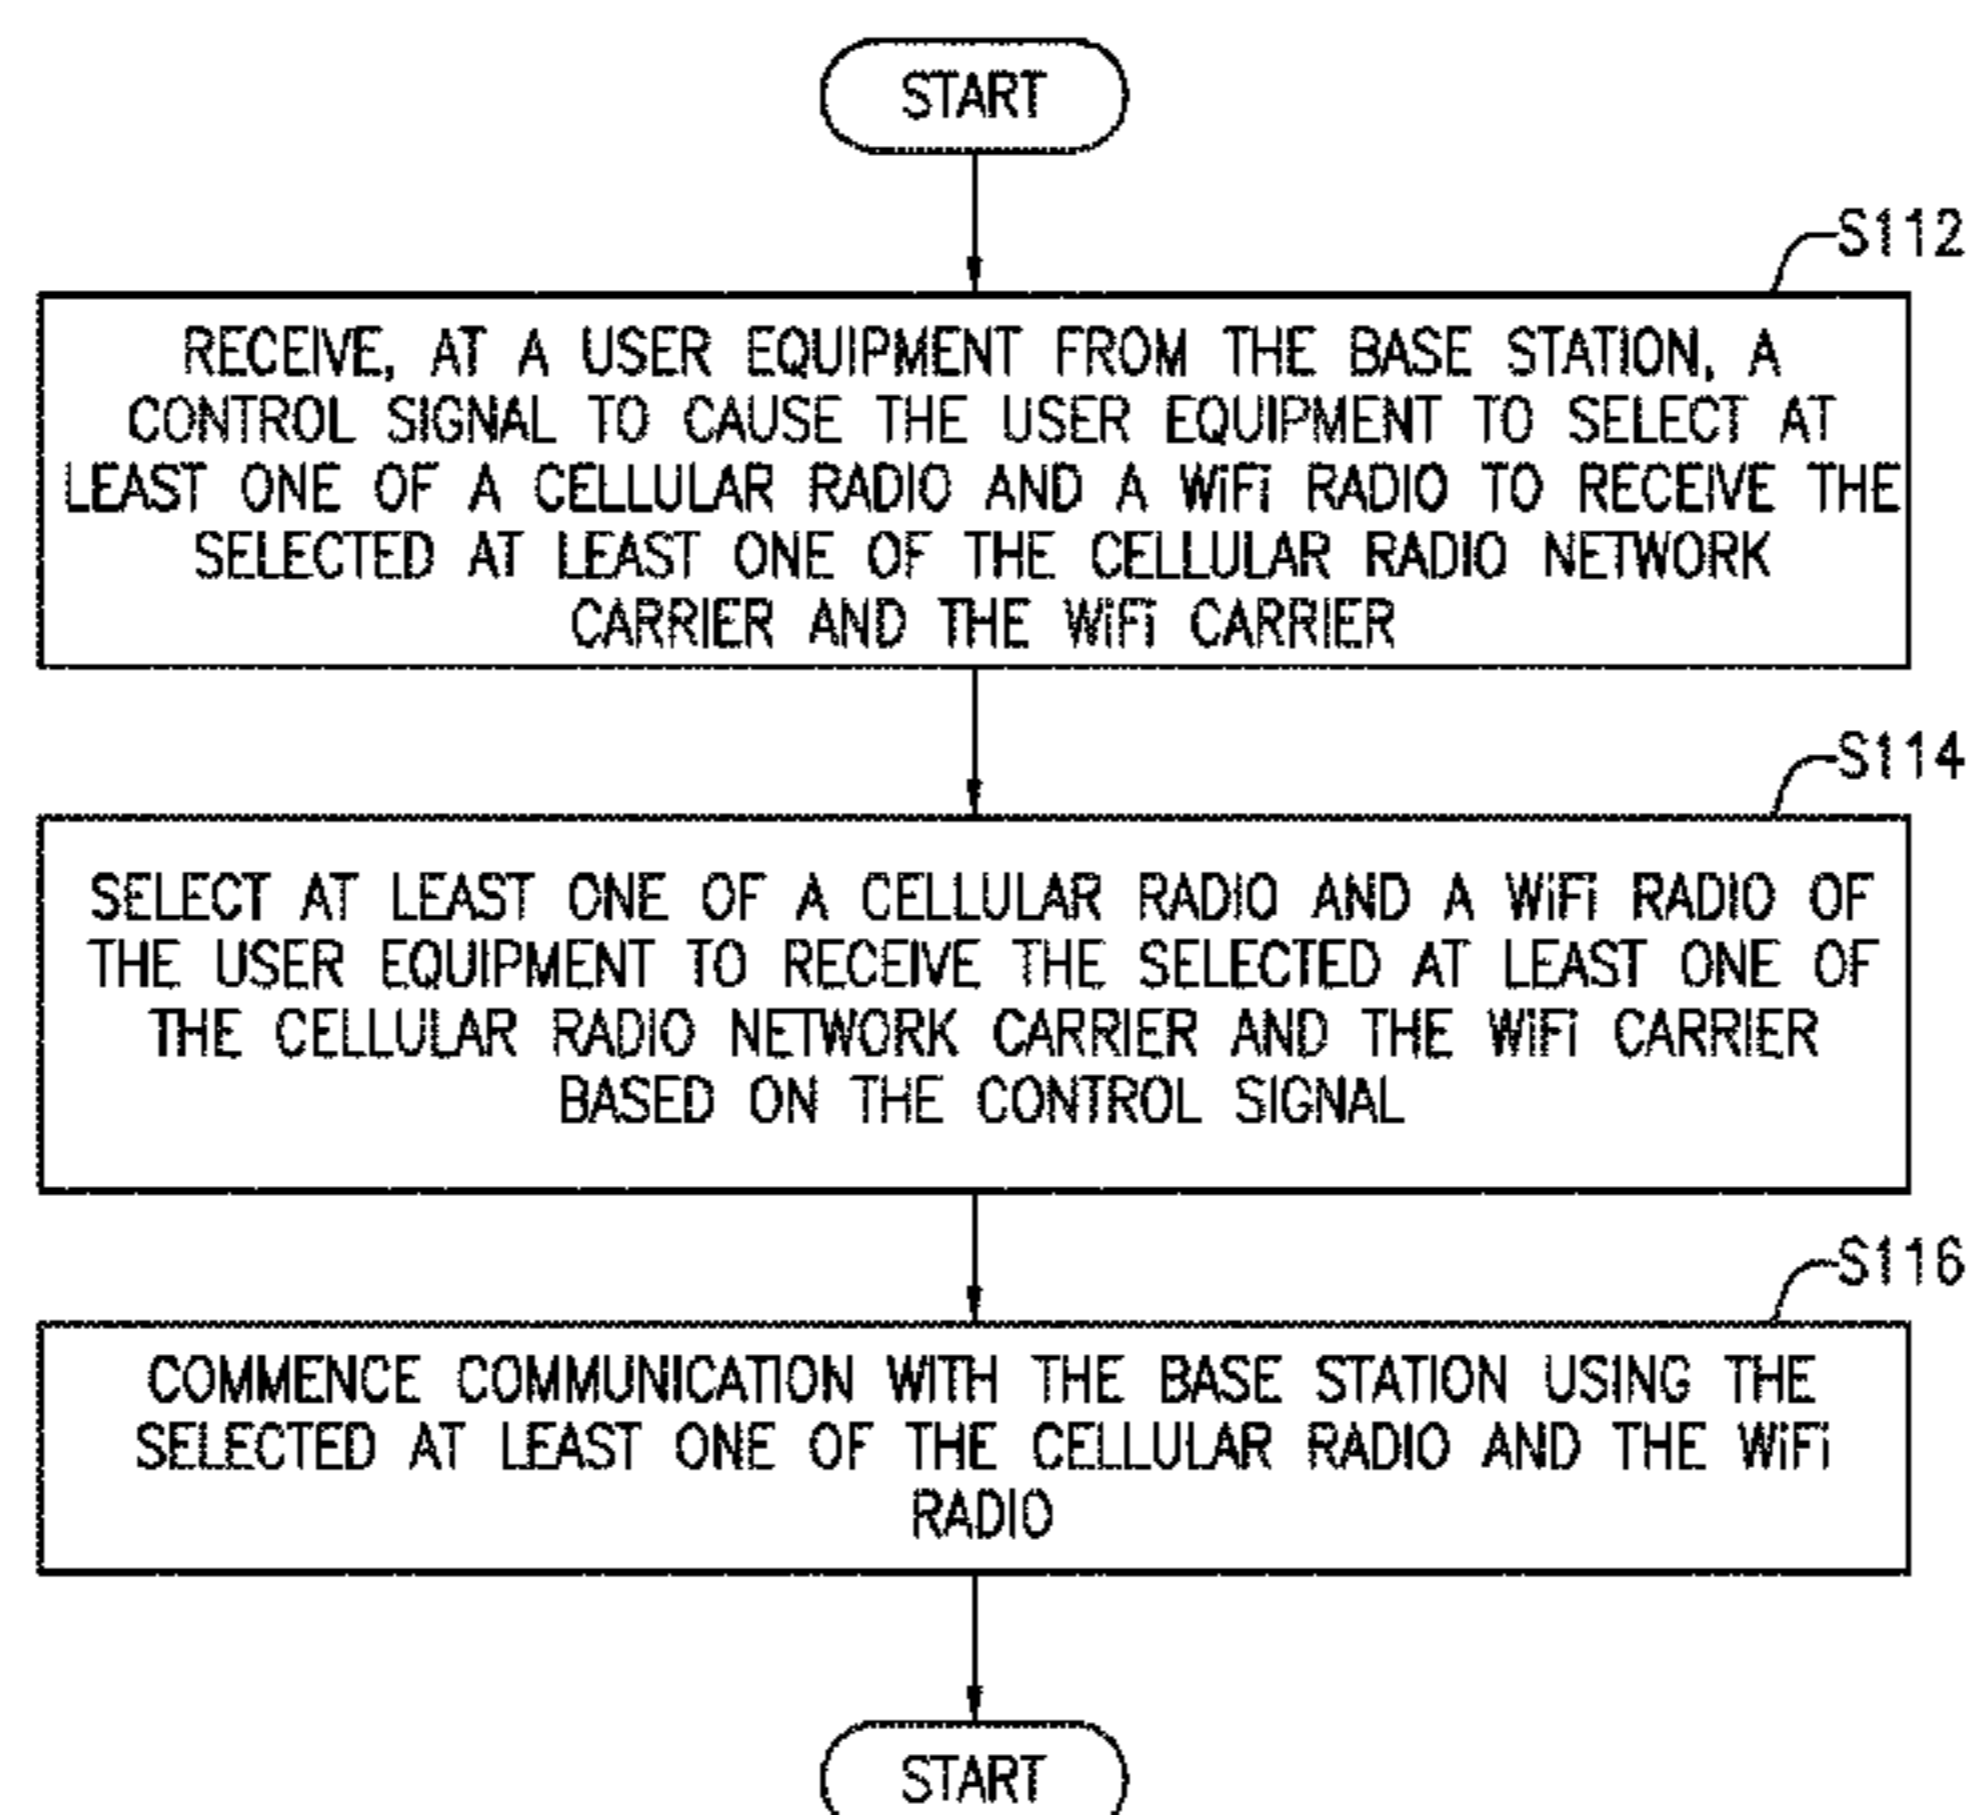 START
S112
RECEIVE, AT A USER EQUIPMENT FROM THE BASE STATION, A
CONTROL SIGNAL TO CAUSE THE USER EQUIPMENT TO SELECT AT
LEAST ONE OF A CELLULAR RADIO AND A WiFi RADIO TO RECEIVE THE
SELECTED AT LEAST ONE OF THE CELLULAR RADIO NETWORK
CARRIER AND THE WiFi CARRIER
S114
SELECT AT LEAST ONE OF A CELLULAR RADIO AND A WiFi RADIO OF
THE USER EQUIPMENT TO RECEIVE THE SELECTED AT LEAST ONE OF
THE CELLULAR RADIO NETWORK CARRIER AND THE WiFi CARRIER
BASED ON THE CONTROL SIGNAL
S116
COMMENCE COMMUNICATION WITH THE BASE STATION USING THE
SELECTED AT LEAST ONE OF THE CELLULAR RADIO AND THE WiFi
RADIO
START